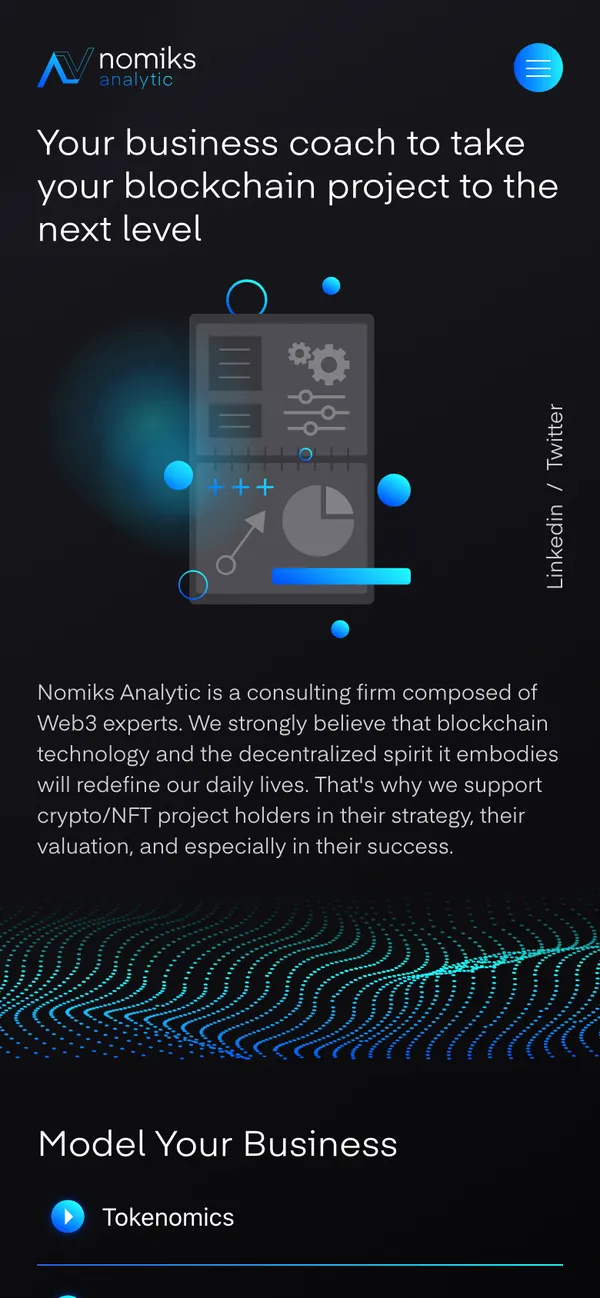 nomiks
analytic
Your business coach to take
your blockchain project to the
next level
Linkedin / Twitter
Nomiks Analytic is a consulting firm composed of
Web3 experts. We strongly believe that blockchain
technology and the decentralized spirit it embodies
will redefine our daily lives. That's why we support
crypto/NFT project holders in their strategy, their
valuation, and especially in their success.
Model Your Business
Tokenomics